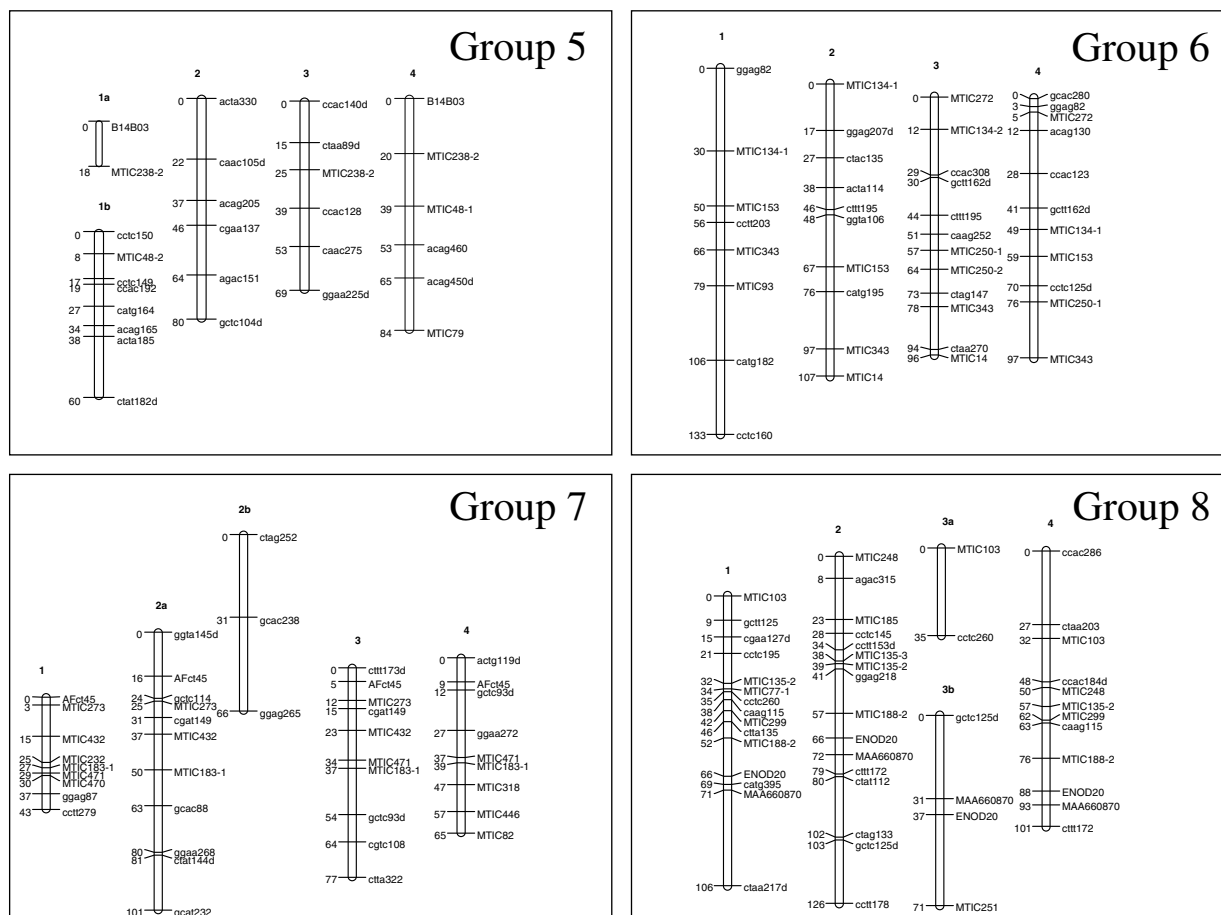 Group 5
1a
0 B14B03
18 MTIC238-2
1b
0 cctc150
8 MTIC48-2
17 cctc149
19 ccac192
27 catg164
34 acag165
38 acta185
60 ctat182d
2
0 acta330
22 caac105d
37 acag205
46 cgaa137
64 agac151
80 gctc104d
3
0 ccac140d
15 ctaa89d
25 MTIC238-2
39 ccac128
53 caac275
69 ggaa225d
4
0 B14B03
20 MTIC238-2
39 MTIC48-1
53 acag460
65 acag450d
84 MTIC79
Group 6
1
0 ggag82
30 MTIC134-1
50 MTIC153
56 cctt203
66 MTIC343
79 MTIC93
106 catg182
133 cctc160
2
0 MTIC134-1
17 ggag207d
27 ctac135
38 acta114
46 cttt195
48 ggta106
67 MTIC153
76 catg195
97 MTIC343
107 MTIC14
3
0 MTIC272
12 MTIC134-2
29 ccac308
30 gctt162d
44 cttt195
51 caag252
57 MTIC250-1
64 MTIC250-2
73 ctag147
78 MTIC343
94 ctaa270
96 MTIC14
4
0 gcac280
3 ggag82
5 MTIC272
12 acag130
28 ccac123
41 gctt162d
49 MTIC134-1
59 MTIC153
70 cctc125d
76 MTIC250-1
97 MTIC343
Group 7
1
0 AFct45
3 MTIC273
15 MTIC432
25 MTIC232
27 MTIC183-1
29 MTIC471
30 MTIC470
37 ggag87
43 cctt279
2a
0 ggta145d
16 AFct45
24 gctc114
25 MTIC273
31 cgat149
37 MTIC432
50 MTIC183-1
63 gcac88
80 ggaa268
81 ctat144d
101 gcat232
2b
0 ctag252
31 gcac238
66 ggag265
3
0 cttt173d
5 AFct45
12 MTIC273
15 cgat149
23 MTIC432
34 MTIC471
37 MTIC183-1
54 gctc93d
64 cgtc108
77 ctta322
4
0 actg119d
9 AFct45
12 gctc93d
27 ggaa272
37 MTIC471
39 MTIC183-1
47 MTIC318
57 MTIC446
65 MTIC82
Group 8
1
0 MTIC103
9 gctt125
15 cgaa127d
21 cctc195
32 MTIC135-2
34 MTIC77-1
35 cctc260
38 caag115
42 MTIC299
46 ctta135
52 MTIC188-2
66 ENOD20
69 catg395
71 MAA660870
106 ctaa217d
2
0 MTIC248
8 agac315
23 MTIC185
28 cctc145
34 cctt153d
38 MTIC135-3
39 MTIC135-2
41 ggag218
57 MTIC188-2
66 ENOD20
72 MAA660870
79 cttt172
80 ctat112
102 ctag133
103 gctc125d
126 cctt178
3a
0 MTIC103
35 cctc260
3b
0 gctc125d
31 MAA660870
37 ENOD20
71 MTIC251
4
0 ccac286
27 ctaa203
32 MTIC103
48 ccac184d
50 MTIC248
57 MTIC135-2
62 MTIC299
63 caag115
76 MTIC188-2
88 ENOD20
93 MAA660870
101 cttt172